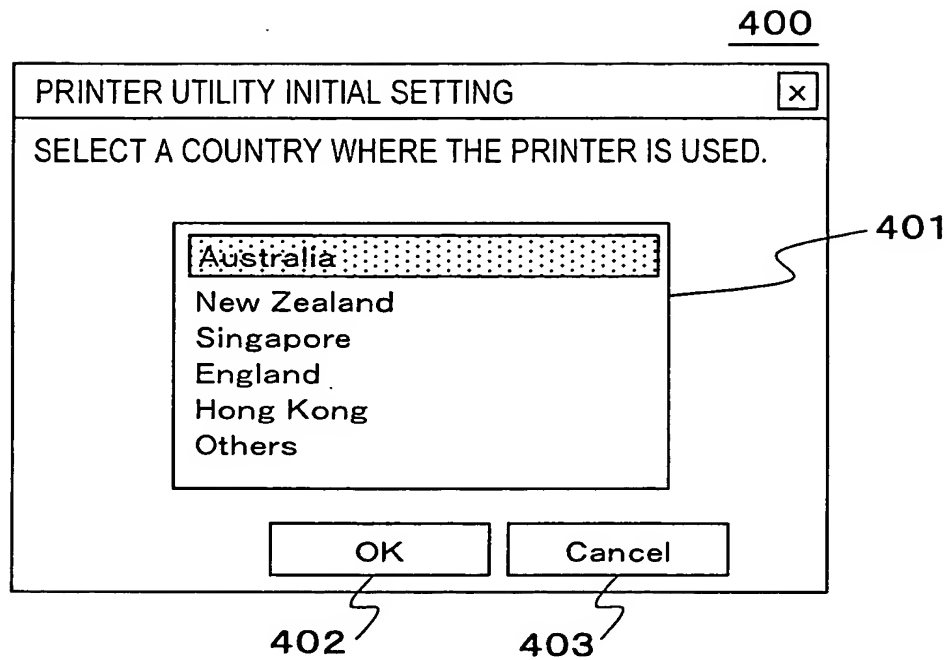 400
PRINTER UTILITY INITIAL SETTING x
SELECT A COUNTRY WHERE THE PRINTER IS USED.
401
Australia
New Zealand
Singapore
England
Hong Kong
Others
OK Cancel
402 403